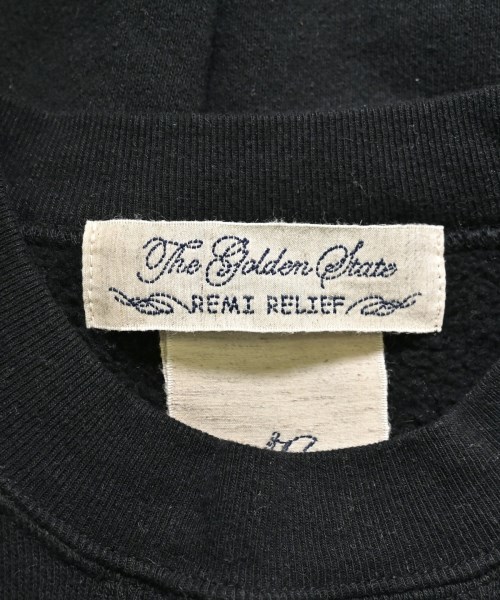 The Golden State
REMI RELIEF